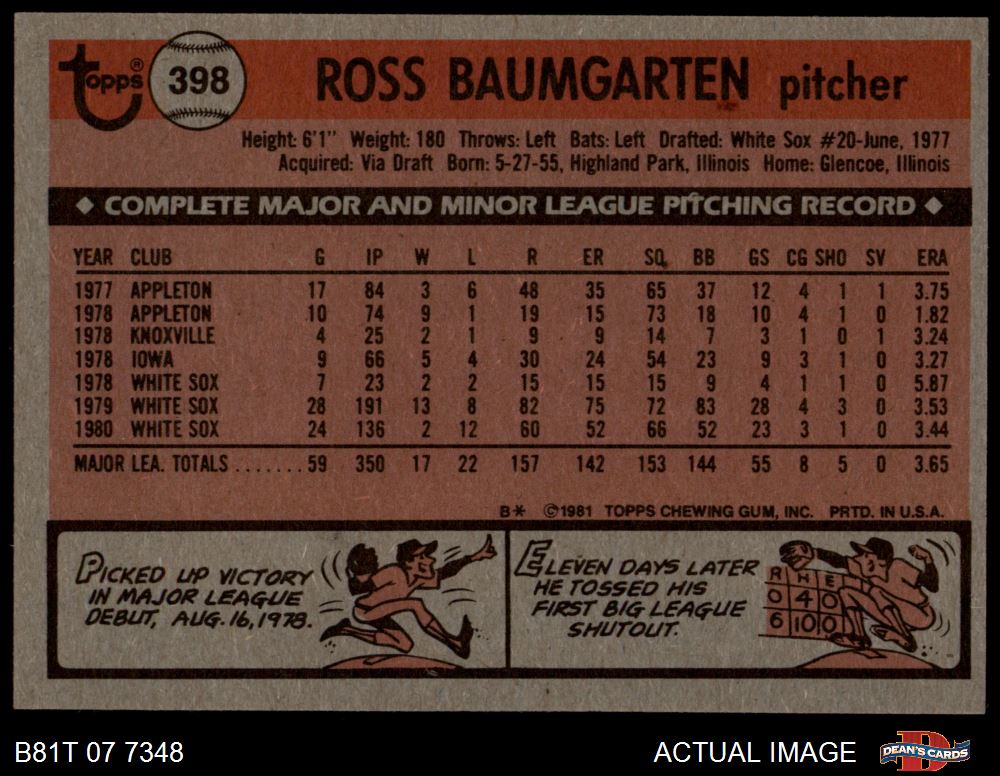 Topps® 398 ROSS BAUMGARTEN pitcher
Height: 6'1" Weight: 180 Throws: Left Bats: Left Drafted: White Sox #20-June, 1977
Acquired: Via Draft Born: 5-27-55, Highland Park, Illinois Home: Glencoe, Illinois
◆ COMPLETE MAJOR AND MINOR LEAGUE PITCHING RECORD ◆
YEAR CLUB G IP W L R ER SO BB GS CG SHO SV ERA
1977 APPLETON 17 84 3 6 48 35 65 37 12 4 1 1 3.75
1978 APPLETON 10 74 9 1 19 15 73 18 10 4 1 0 1.82
1978 KNOXVILLE 4 25 2 1 9 9 14 7 3 1 0 1 3.24
1978 IOWA 9 66 5 4 30 24 54 23 9 3 1 0 3.27
1978 WHITE SOX 7 23 2 2 15 15 15 9 4 1 1 0 5.87
1979 WHITE SOX 28 191 13 8 82 75 72 83 28 4 3 0 3.53
1980 WHITE SOX 24 136 2 12 60 52 66 52 23 3 1 0 3.44
MAJOR LEA. TOTALS ....... 59 350 17 22 157 142 153 144 55 8 5 0 3.65
B* ©1981 TOPPS CHEWING GUM, INC. PRTD. IN U.S.A.
PICKED UP VICTORY
IN MAJOR LEAGUE
DEBUT, AUG. 16, 1978.
ELEVEN DAYS LATER
HE TOSSED HIS
FIRST BIG LEAGUE
SHUTOUT.
R H E
0 4 0
6 10 0
B81T 07 7348
ACTUAL IMAGE
DEAN'S CARDS